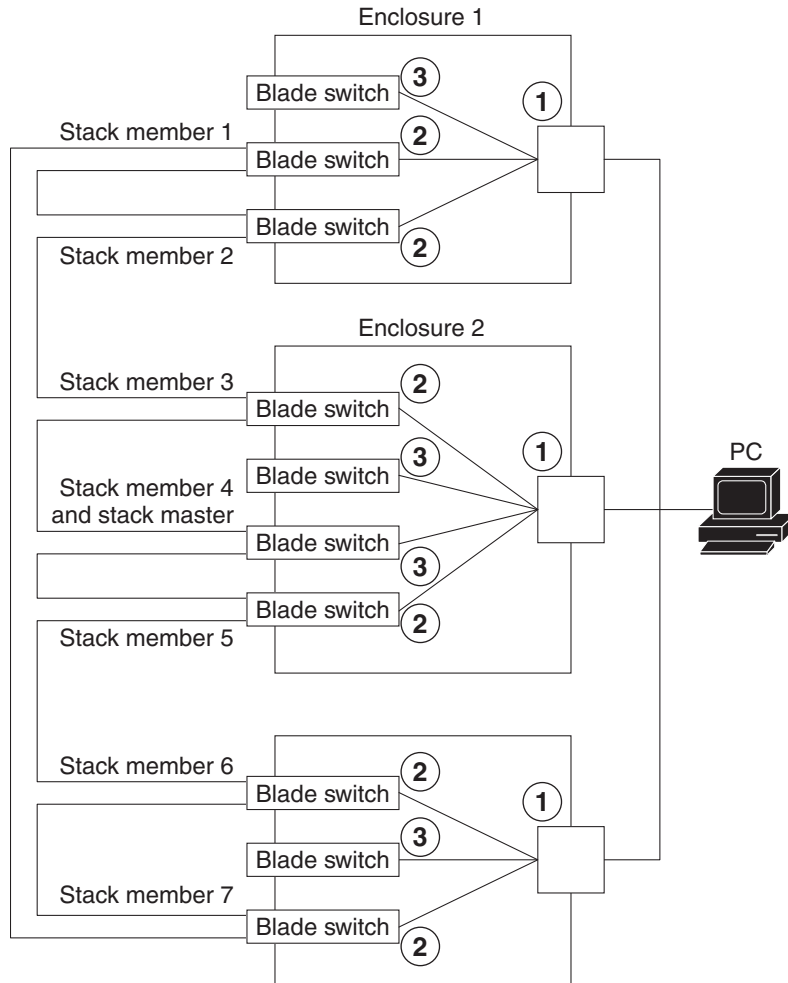 Enclosure 1
Blade switch
3
1
Stack member 1
2
Blade switch
Blade switch
Stack member 2
2
Enclosure 2
Stack member 3
2
Blade switch
1
PC
3
Blade switch
Stack member 4
and stack master
Blade switch
3
Blade switch
2
Stack member 5
Stack member 6
2
Blade switch
1
3
Blade switch
Stack member 7
Blade switch
2